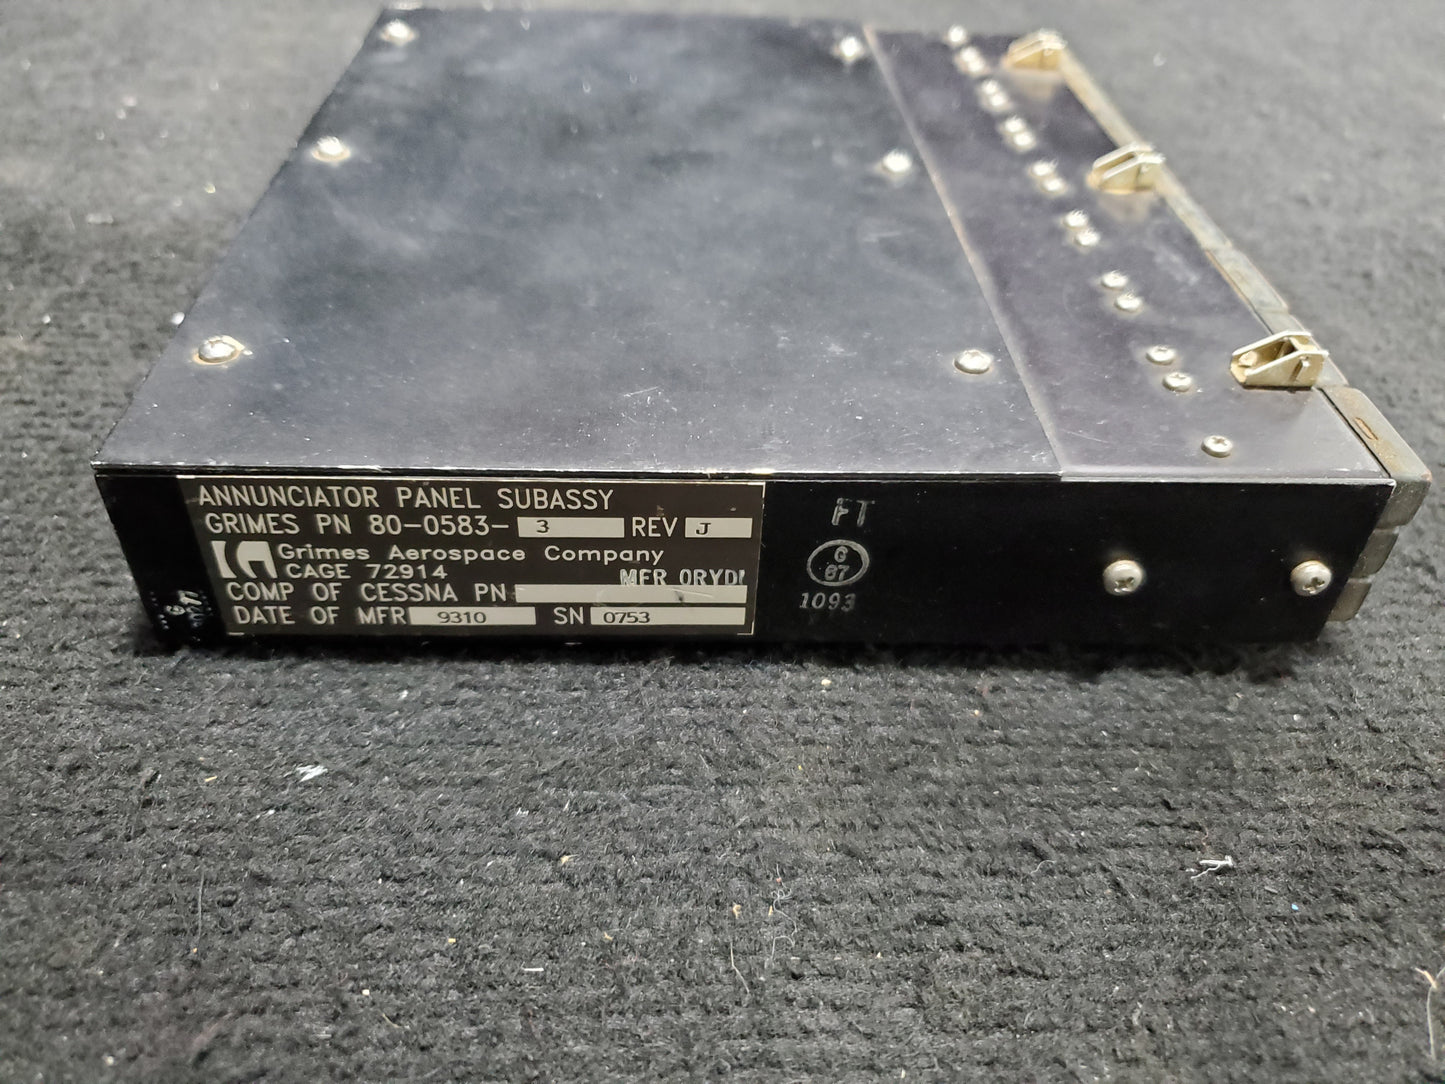 ANNUNCIATOR PANEL SUBASSY
GRIMES PN 80-0583- 3 REV J
Grimes Aerospace Company
CAGE 72914 MFR
COMP OF CESSNA PN
DATE OF MFR 9310 SN 0753
FT
G
67
1093